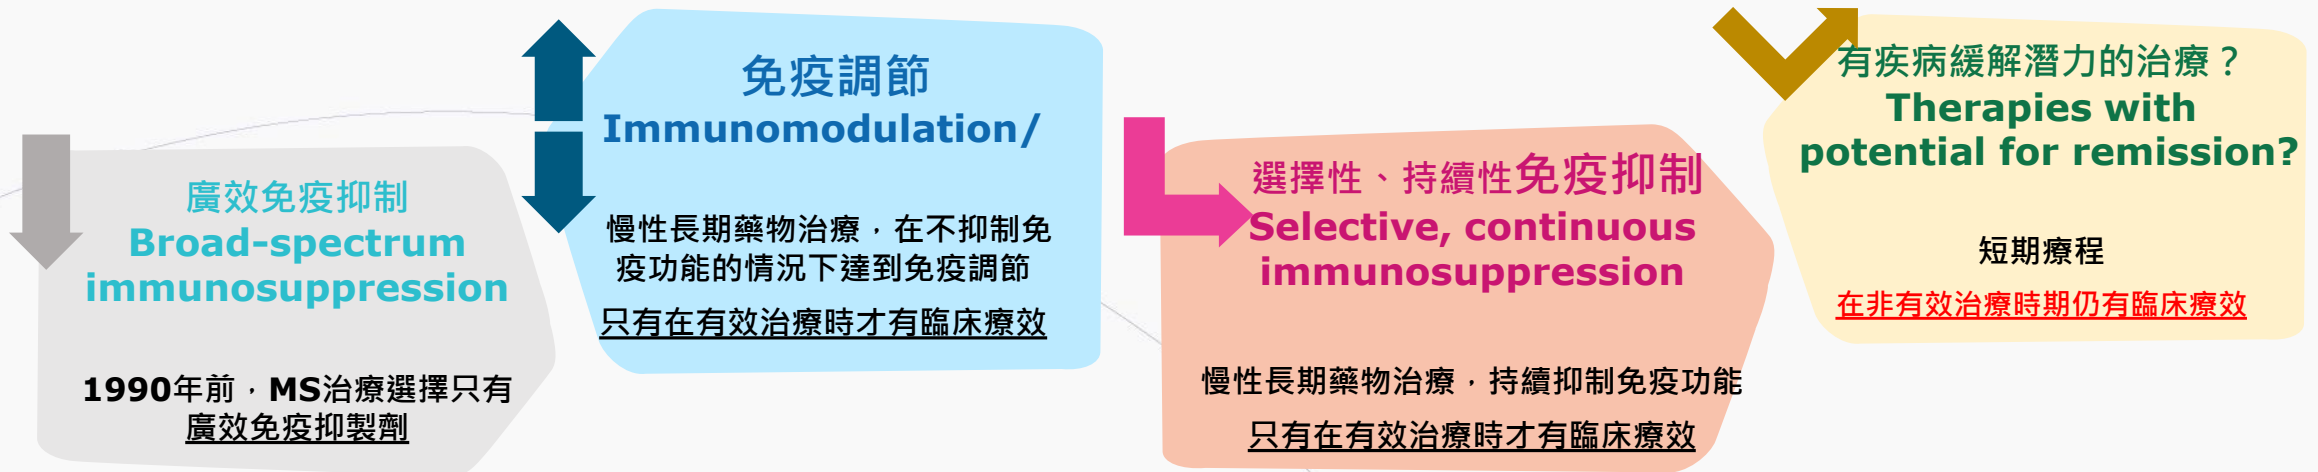 廣效免疫抑制
Broad-spectrum
immunosuppression
1990年前，MS治療選擇只有
廣效免疫抑製劑
免疫調節
Immunomodulation/
慢性長期藥物治療，在不抑制免
疫功能的情況下達到免疫調節
只有在有效治療時才有臨床療效
選擇性、持續性免疫抑制
Selective, continuous
immunosuppression
慢性長期藥物治療，持續抑制免疫功能
只有在有效治療時才有臨床療效
有疾病緩解潛力的治療？
Therapies with
potential for remission?
短期療程
在非有效治療時期仍有臨床療效